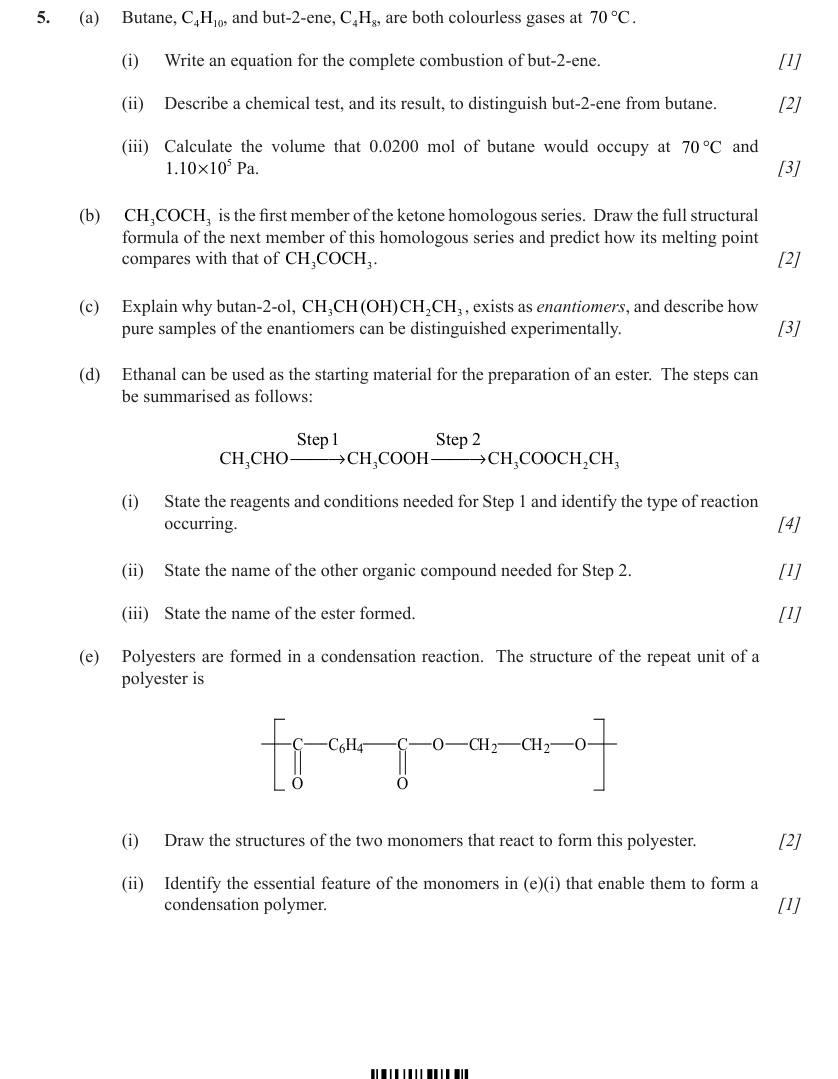 5. (a) Butane, C₄H₁₀, and but-2-ene, C₄H₈, are both colourless gases at 70 °C.
(i) Write an equation for the complete combustion of but-2-ene. [1]
(ii) Describe a chemical test, and its result, to distinguish but-2-ene from butane. [2]
(iii) Calculate the volume that 0.0200 mol of butane would occupy at 70 °C and
1.10×10⁵ Pa. [3]
(b) CH₃COCH₃ is the first member of the ketone homologous series. Draw the full structural
formula of the next member of this homologous series and predict how its melting point
compares with that of CH₃COCH₃. [2]
(c) Explain why butan-2-ol, CH₃CH(OH)CH₂CH₃, exists as enantiomers, and describe how
pure samples of the enantiomers can be distinguished experimentally. [3]
(d) Ethanal can be used as the starting material for the preparation of an ester. The steps can
be summarised as follows:
Step 1 Step 2
CH₃CHO ⟶ CH₃COOH ⟶ CH₃COOCH₂CH₃
(i) State the reagents and conditions needed for Step 1 and identify the type of reaction
occurring. [4]
(ii) State the name of the other organic compound needed for Step 2. [1]
(iii) State the name of the ester formed. [1]
(e) Polyesters are formed in a condensation reaction. The structure of the repeat unit of a
polyester is
C—C₆H₄—C—O—CH₂—CH₂—O
O O
(i) Draw the structures of the two monomers that react to form this polyester. [2]
(ii) Identify the essential feature of the monomers in (e)(i) that enable them to form a
condensation polymer. [1]